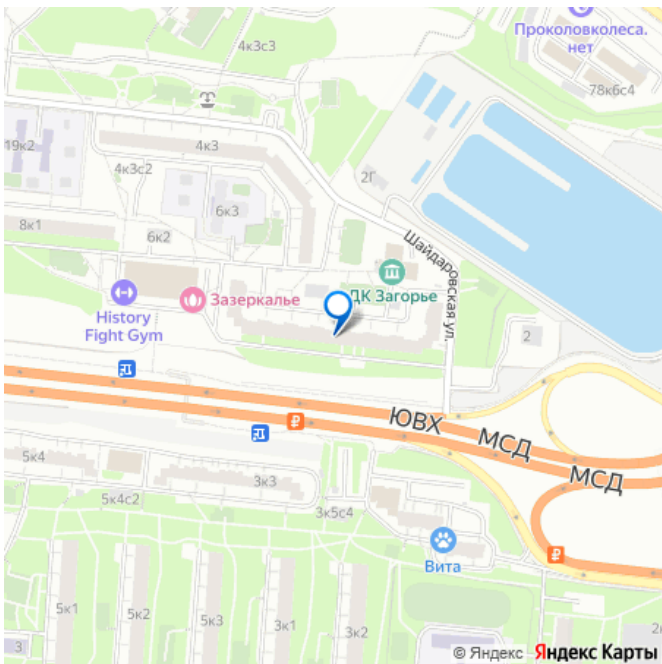 Проколовколеса.
нет
4к3с3
78к6с4
19к2
4к3
4к3с2
2Г
6к3
8к1
6к2
Шайдаровская ул.
ДК Загорье
Зазеркалье
History
Fight Gym
2
ЮВХ
МСД
МСД
5к4
3к3
5к4с2
3к5с4
Вита
5к1
5к2
5к3
3к1
3к2
3
© Яндекс Яндекс Карты